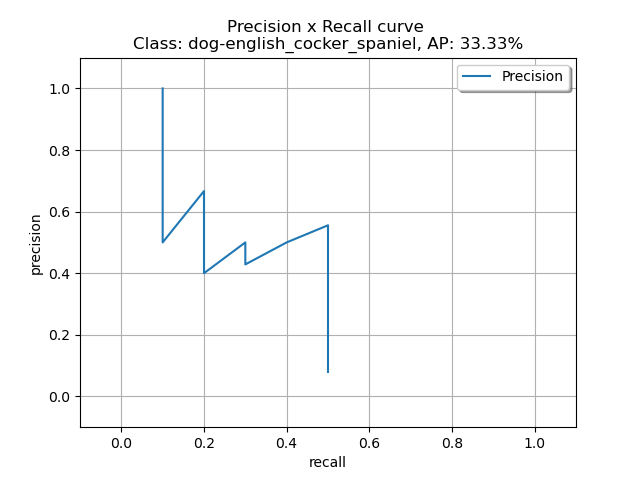 Precision x Recall curve
Class: dog-english_cocker_spaniel, AP: 33.33%
Precision
1.0
0.8
0.6
0.4
0.2
0.0
precision
0.0 0.2 0.4 0.6 0.8 1.0
recall